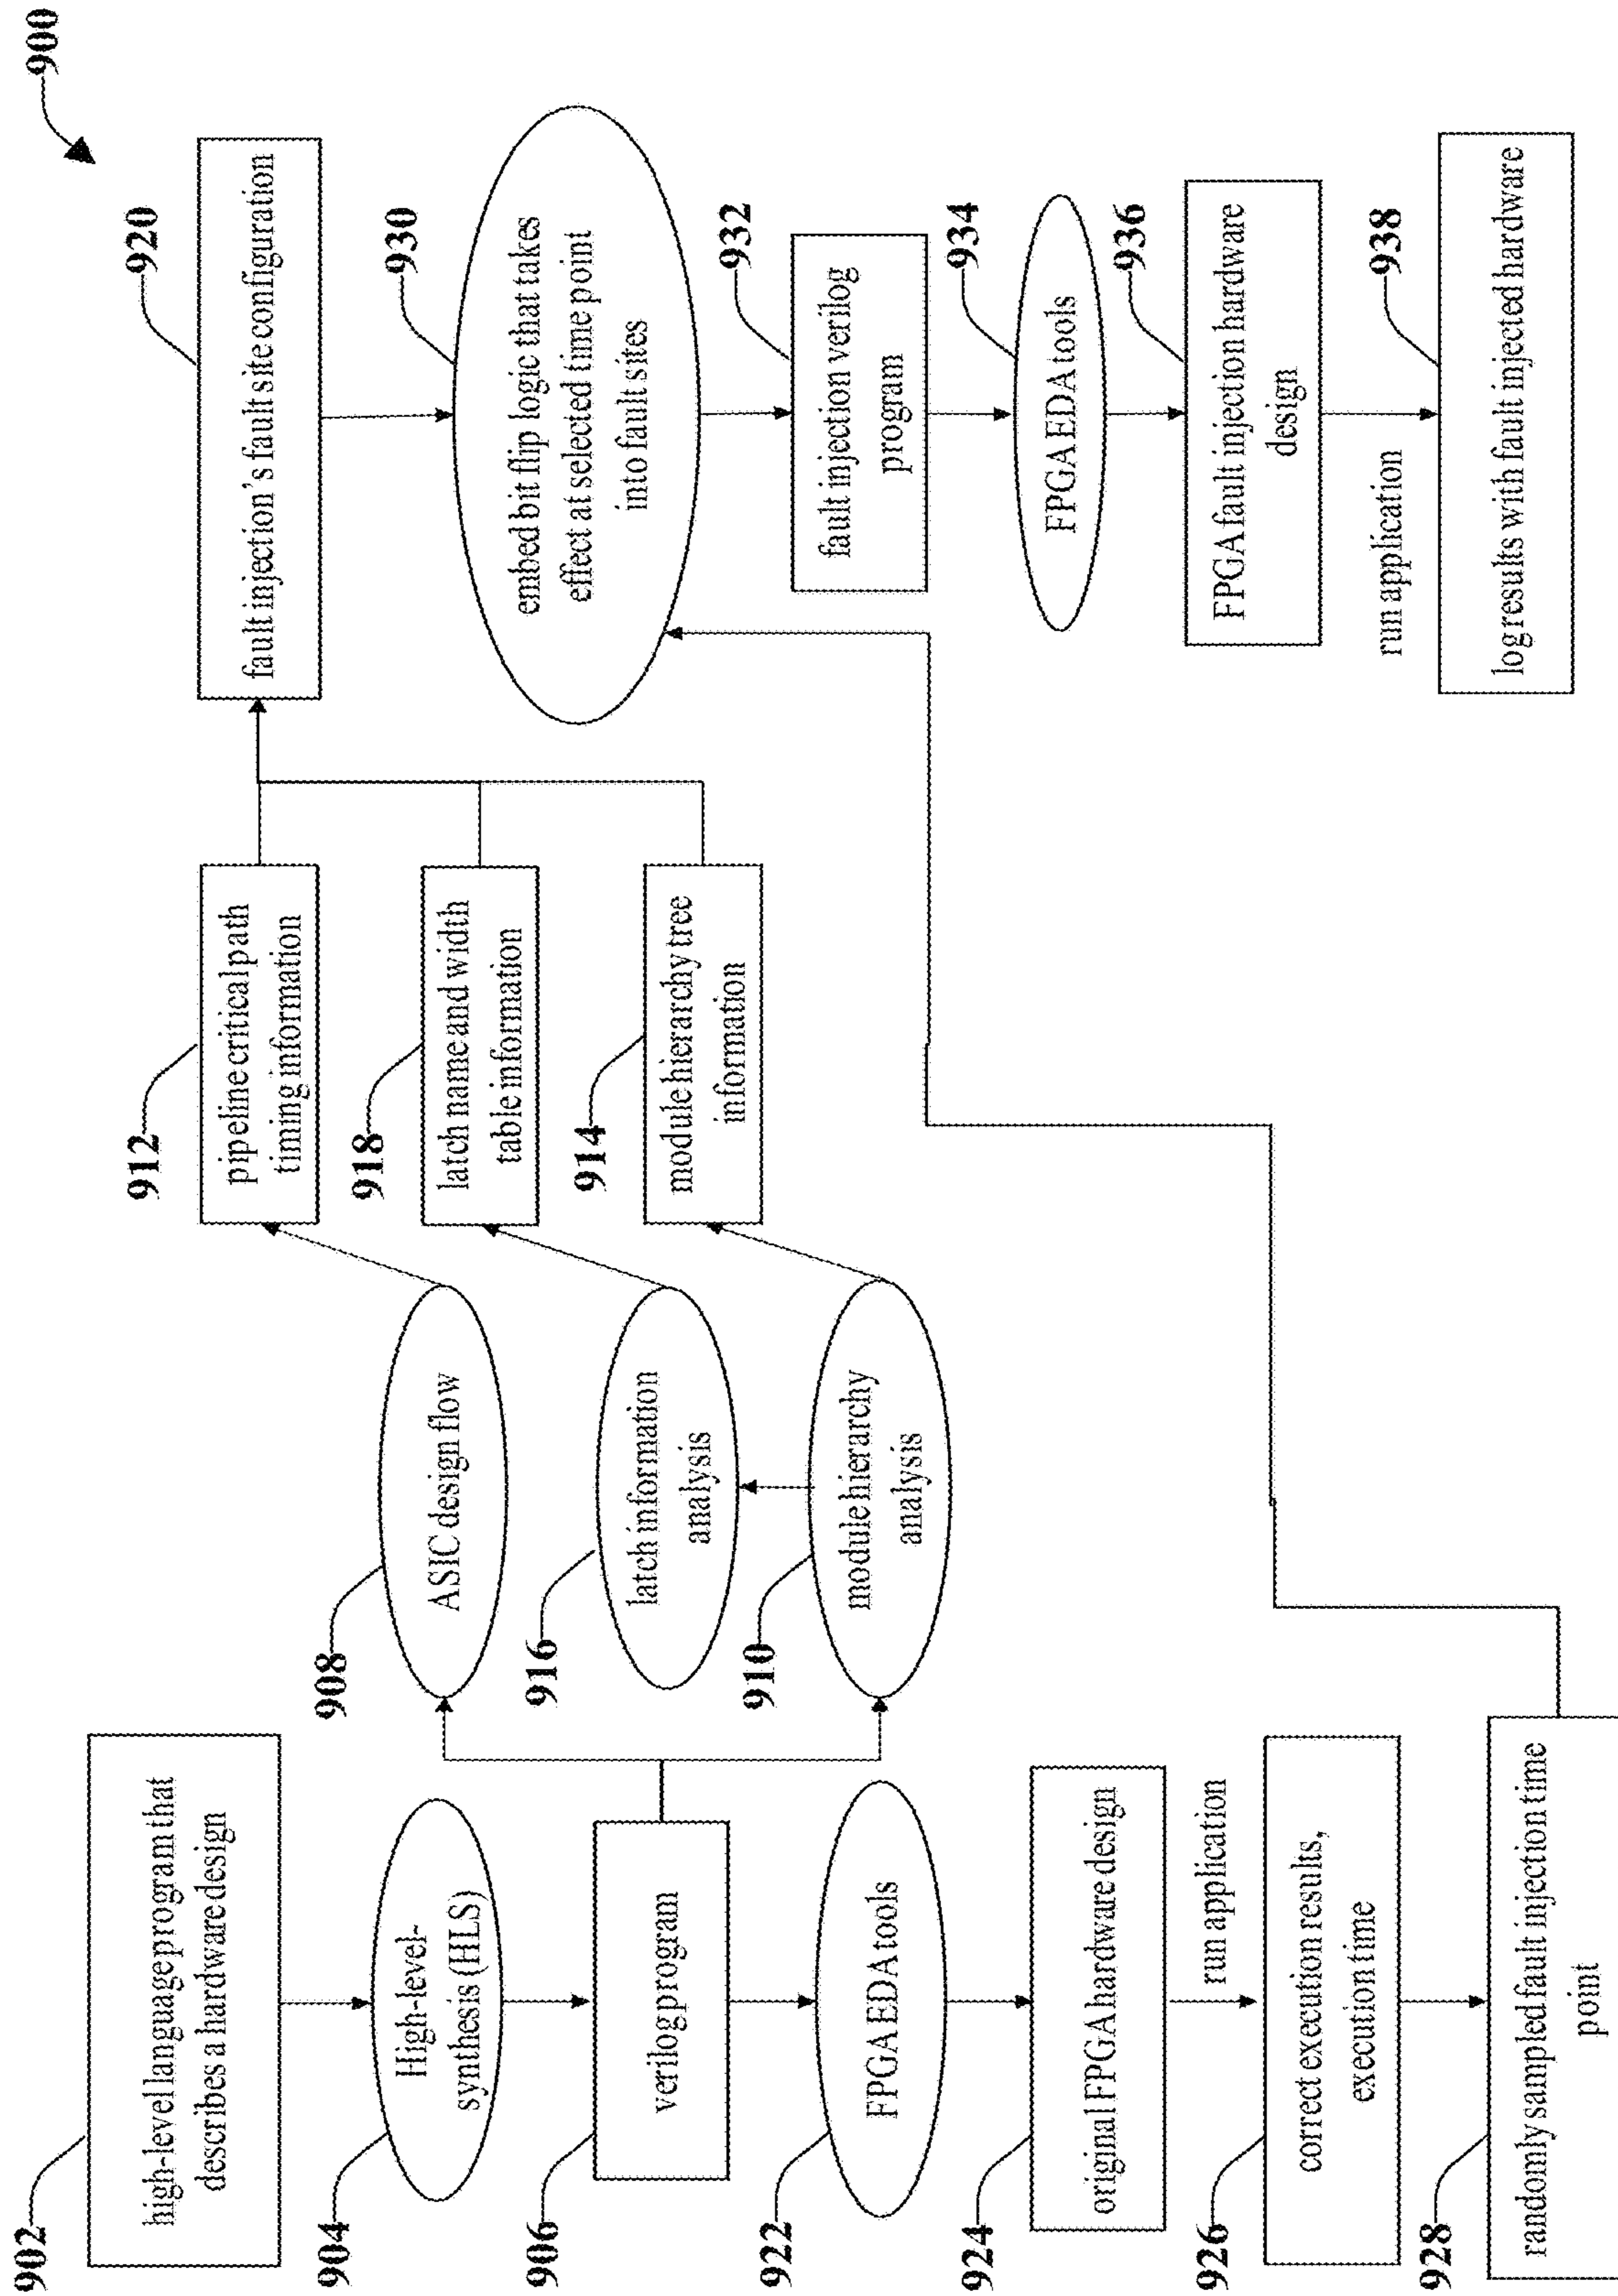 900
902
high-level language program that
describes a hardware design
904
High-level-
synthesis (HLS)
906
verilog program
922
FPGA EDA tools
924
original FPGA hardware design
run application
926
correct execution results,
execution time
928
randomly sampled fault injection time
point
908
ASIC design flow
916
latch information
analysis
910
module hierarchy
analysis
912
pipeline critical path
timing information
918
latch name and width
table information
914
module hierarchy tree
information
920
fault injection's fault site configuration
930
embed bit flip logic that takes
effect at selected time point
into fault sites
932
fault injection verilog
program
934
FPGA EDA tools
936
FPGA fault injection hardware
design
run application
938
log results with fault injected hardware